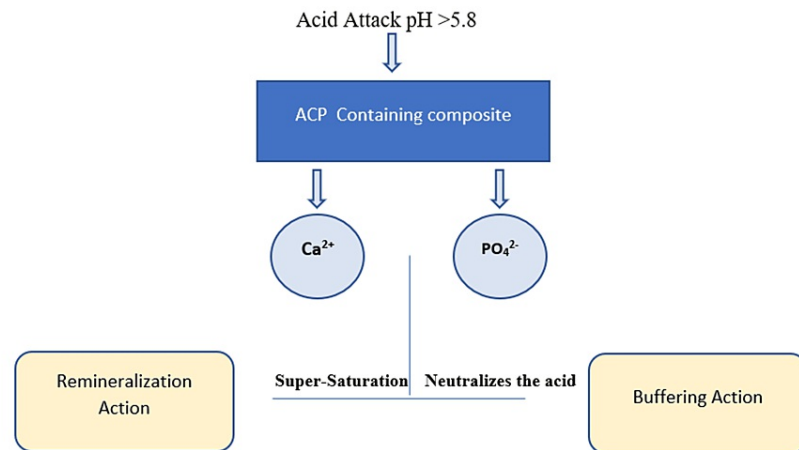 Acid Attack pH >5.8
ACP Containing composite
Ca²⁺
PO₄²⁻
Super-Saturation
Neutralizes the acid
Remineralization
Action
Buffering Action